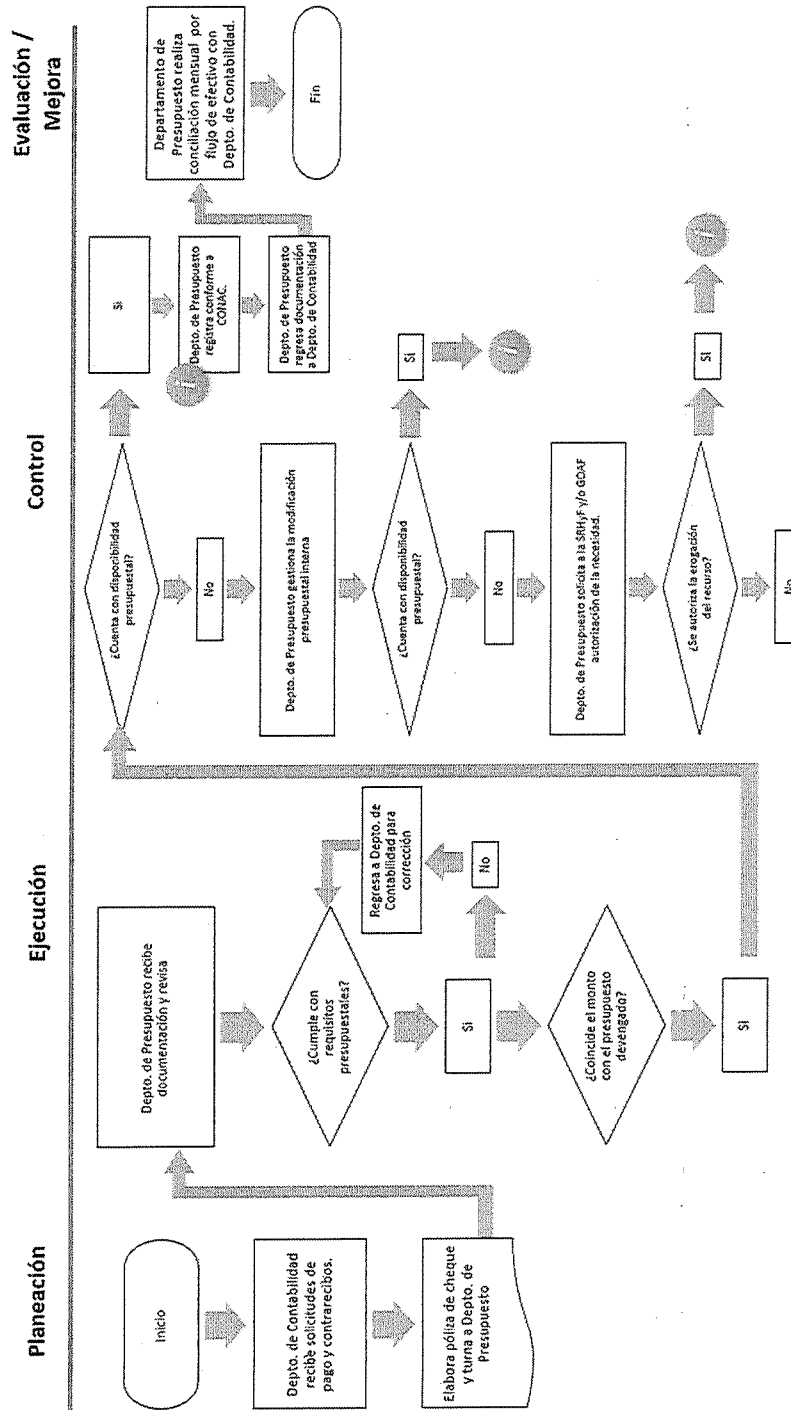 Planeación
Inicio
Depto. de Contabilidad
recibe solicitudes de
pago y contrarecibos.
Elabora póliza de cheque
y turna a Depto. de
Presupuesto
Ejecución
Depto. de Presupuesto recibe
documentación y revisa
¿Cumple con
requisitos
presupuestales?
No
Regresa a Depto. de
Contabilidad para
corrección
Si
¿Coincide el monto
con el presupuesto
devengado?
Si
Control
¿Cuenta con disponibilidad
presupuestal?
Si
Depto. de Presupuesto
registra conforme a
CONAC.
1
Depto. de Presupuesto
regresa documentación
a Depto. de Contabilidad
No
Depto. de Presupuesto gestiona la modificación
presupuestal interna
¿Cuenta con disponibilidad
presupuestal?
Si
1
No
Depto. de Presupuesto solicita a la SRHyF y/o GDAF
autorización de la necesidad.
¿Se autoriza la erogación
del recurso?
Si
1
No
Evaluación /
Mejora
Departamento de
Presupuesto realiza
conciliación mensual por
flujo de efectivo con
Depto. de Contabilidad.
Fin